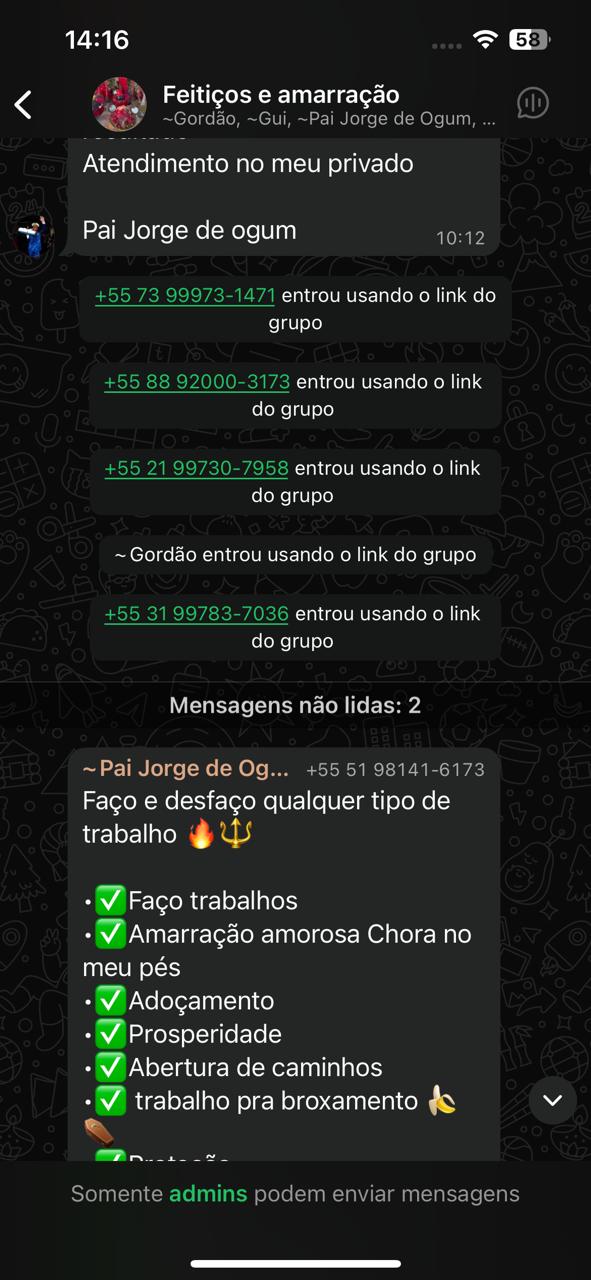 14:16
58
Feitiços e amarração
~Gordão, ~Gui, ~Pai Jorge de Ogum, ...
Atendimento no meu privado
Pai Jorge de ogum
10:12
+55 73 99973-1471 entrou usando o link do
grupo
+55 88 92000-3173 entrou usando o link
do grupo
+55 21 99730-7958 entrou usando o link
do grupo
~Gordão entrou usando o link do grupo
+55 31 99783-7036 entrou usando o link
do grupo
Mensagens não lidas: 2
~Pai Jorge de Og... +55 51 98141-6173
Faço e desfaço qualquer tipo de
trabalho 🔥🔱
•✅Faço trabalhos
•✅Amarração amorosa Chora no
meu pés
•✅Adoçamento
•✅Prosperidade
•✅Abertura de caminhos
•✅ trabalho pra broxamento 🍌
⚰️
Somente admins podem enviar mensagens